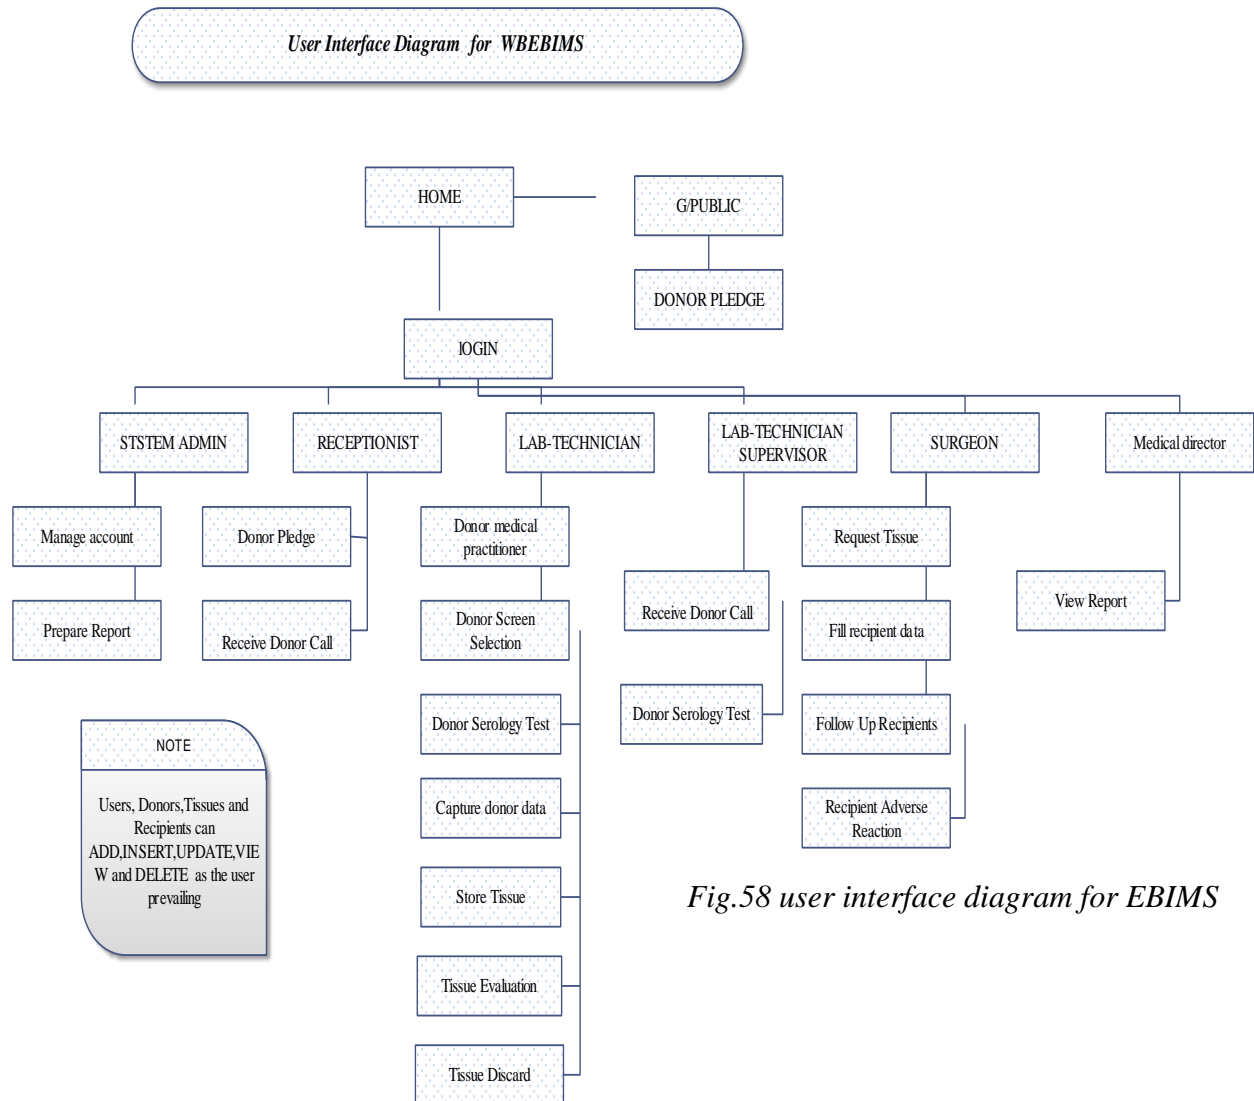 User Interface Diagram for WBEBIMS
HOME
G/PUBLIC
DONOR PLEDGE
lOGIN
STSTEM ADMIN
RECEPTIONIST
LAB-TECHNICIAN
LAB-TECHNICIAN
SUPERVISOR
SURGEON
Medical director
Manage account
Prepare Report
Donor Pledge
Receive Donor Call
Donor medical
practitioner
Donor Screen
Selection
Donor Serology Test
Capture donor data
Store Tissue
Tissue Evaluation
Tissue Discard
Receive Donor Call
Donor Serology Test
Request Tissue
Fill recipient data
Follow Up Recipients
Recipient Adverse
Reaction
View Report
NOTE
Users, Donors,Tissues and
Recipients can
ADD,INSERT,UPDATE,VIE
W and DELETE as the user
prevailing
Fig.58 user interface diagram for EBIMS